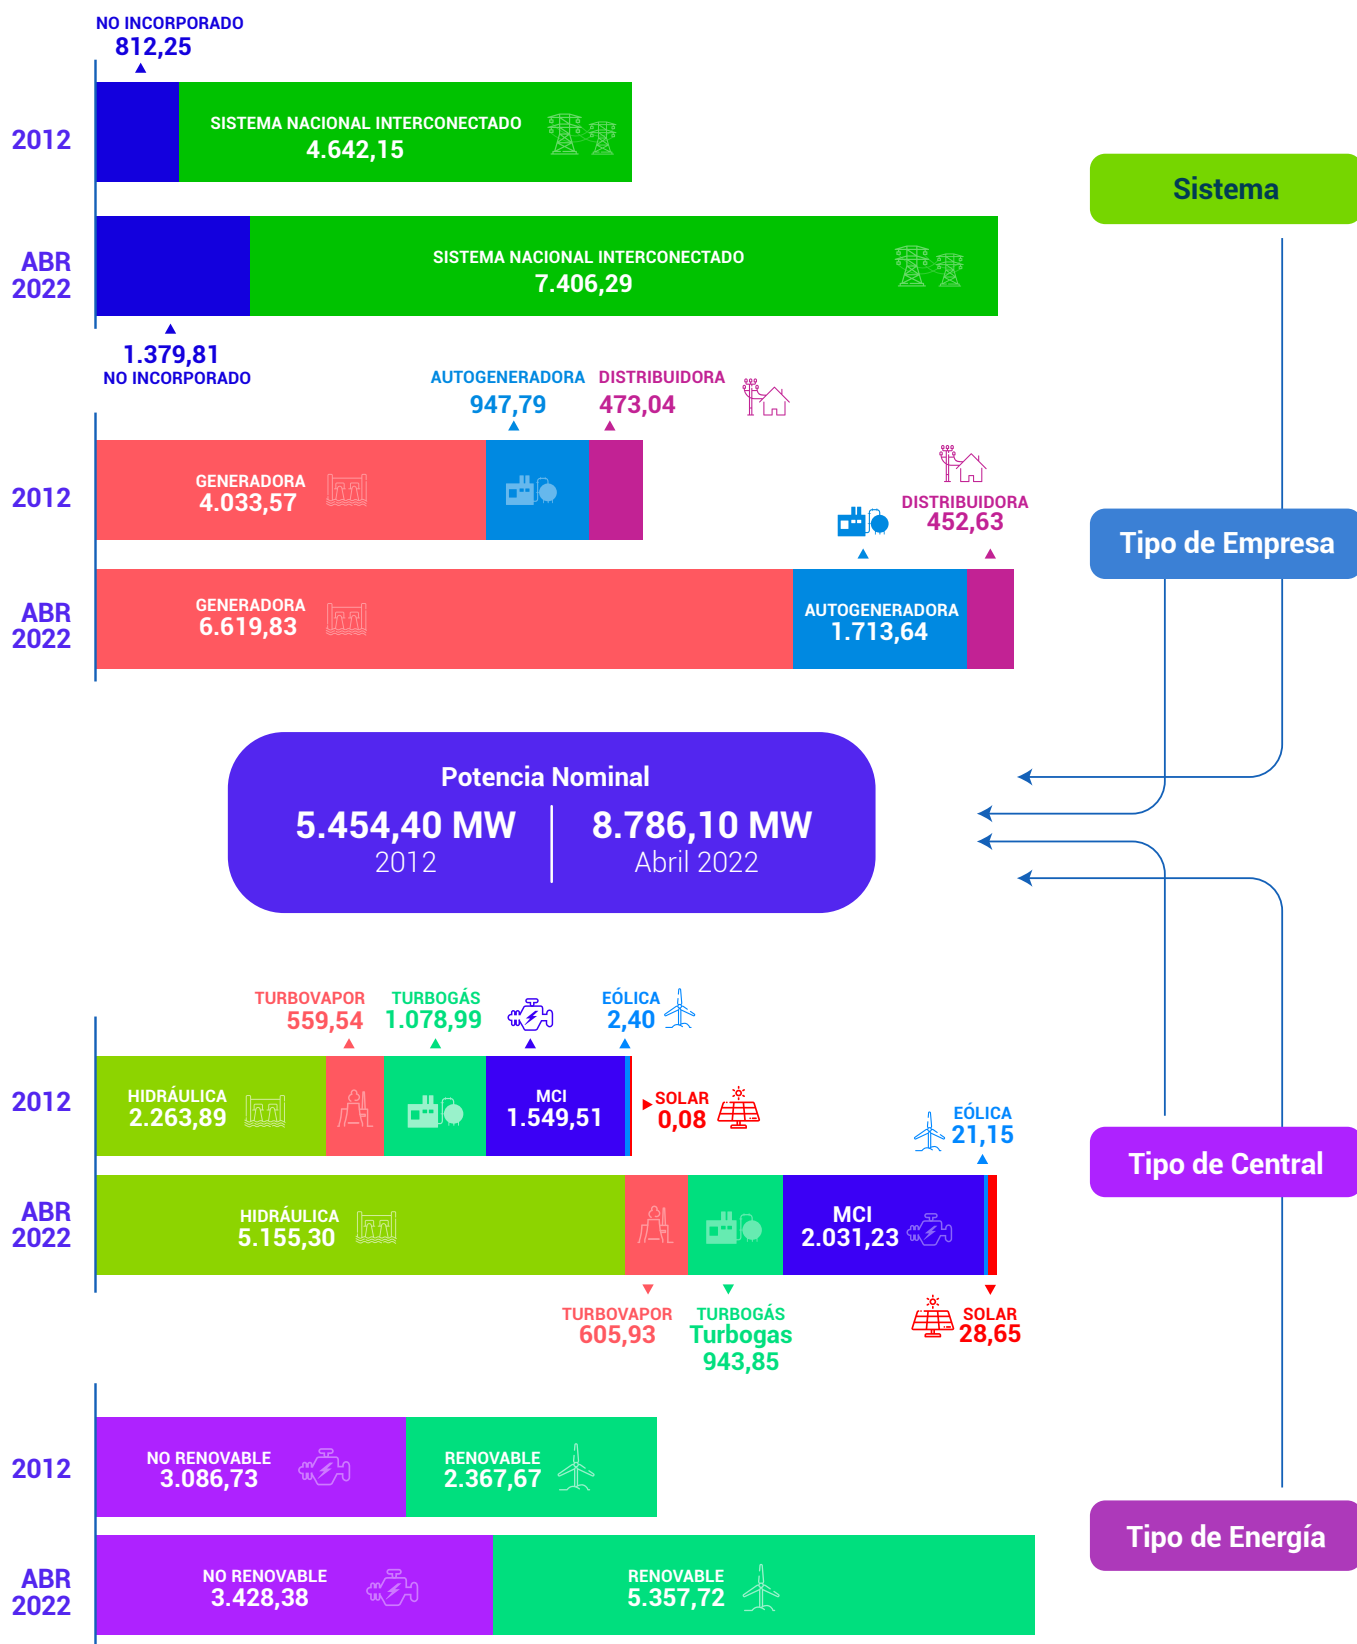 NO INCORPORADO
812,25
2012
SISTEMA NACIONAL INTERCONECTADO
4.642,15
Sistema
ABR
2022
SISTEMA NACIONAL INTERCONECTADO
7.406,29
1.379,81
NO INCORPORADO
AUTOGENERADORA
947,79
DISTRIBUIDORA
473,04
2012
GENERADORA
4.033,57
DISTRIBUIDORA
452,63
Tipo de Empresa
ABR
2022
GENERADORA
6.619,83
AUTOGENERADORA
1.713,64
Potencia Nominal
5.454,40 MW
2012
8.786,10 MW
Abril 2022
TURBOVAPOR
559,54
TURBOGÁS
1.078,99
EÓLICA
2,40
2012
HIDRÁULICA
2.263,89
MCI
1.549,51
SOLAR
0,08
EÓLICA
21,15
Tipo de Central
ABR
2022
HIDRÁULICA
5.155,30
MCI
2.031,23
TURBOVAPOR
605,93
TURBOGÁS
Turbogas
943,85
SOLAR
28,65
2012
NO RENOVABLE
3.086,73
RENOVABLE
2.367,67
Tipo de Energía
ABR
2022
NO RENOVABLE
3.428,38
RENOVABLE
5.357,72